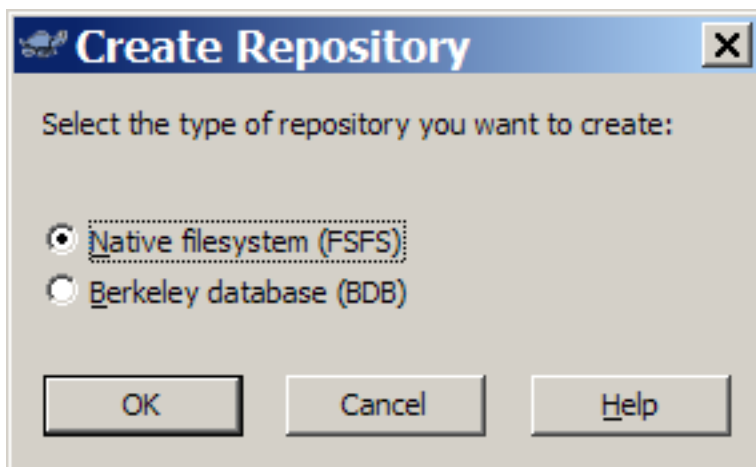 Create Repository
Select the type of repository you want to create:
Native filesystem (FSFS)
Berkeley database (BDB)
OK Cancel Help